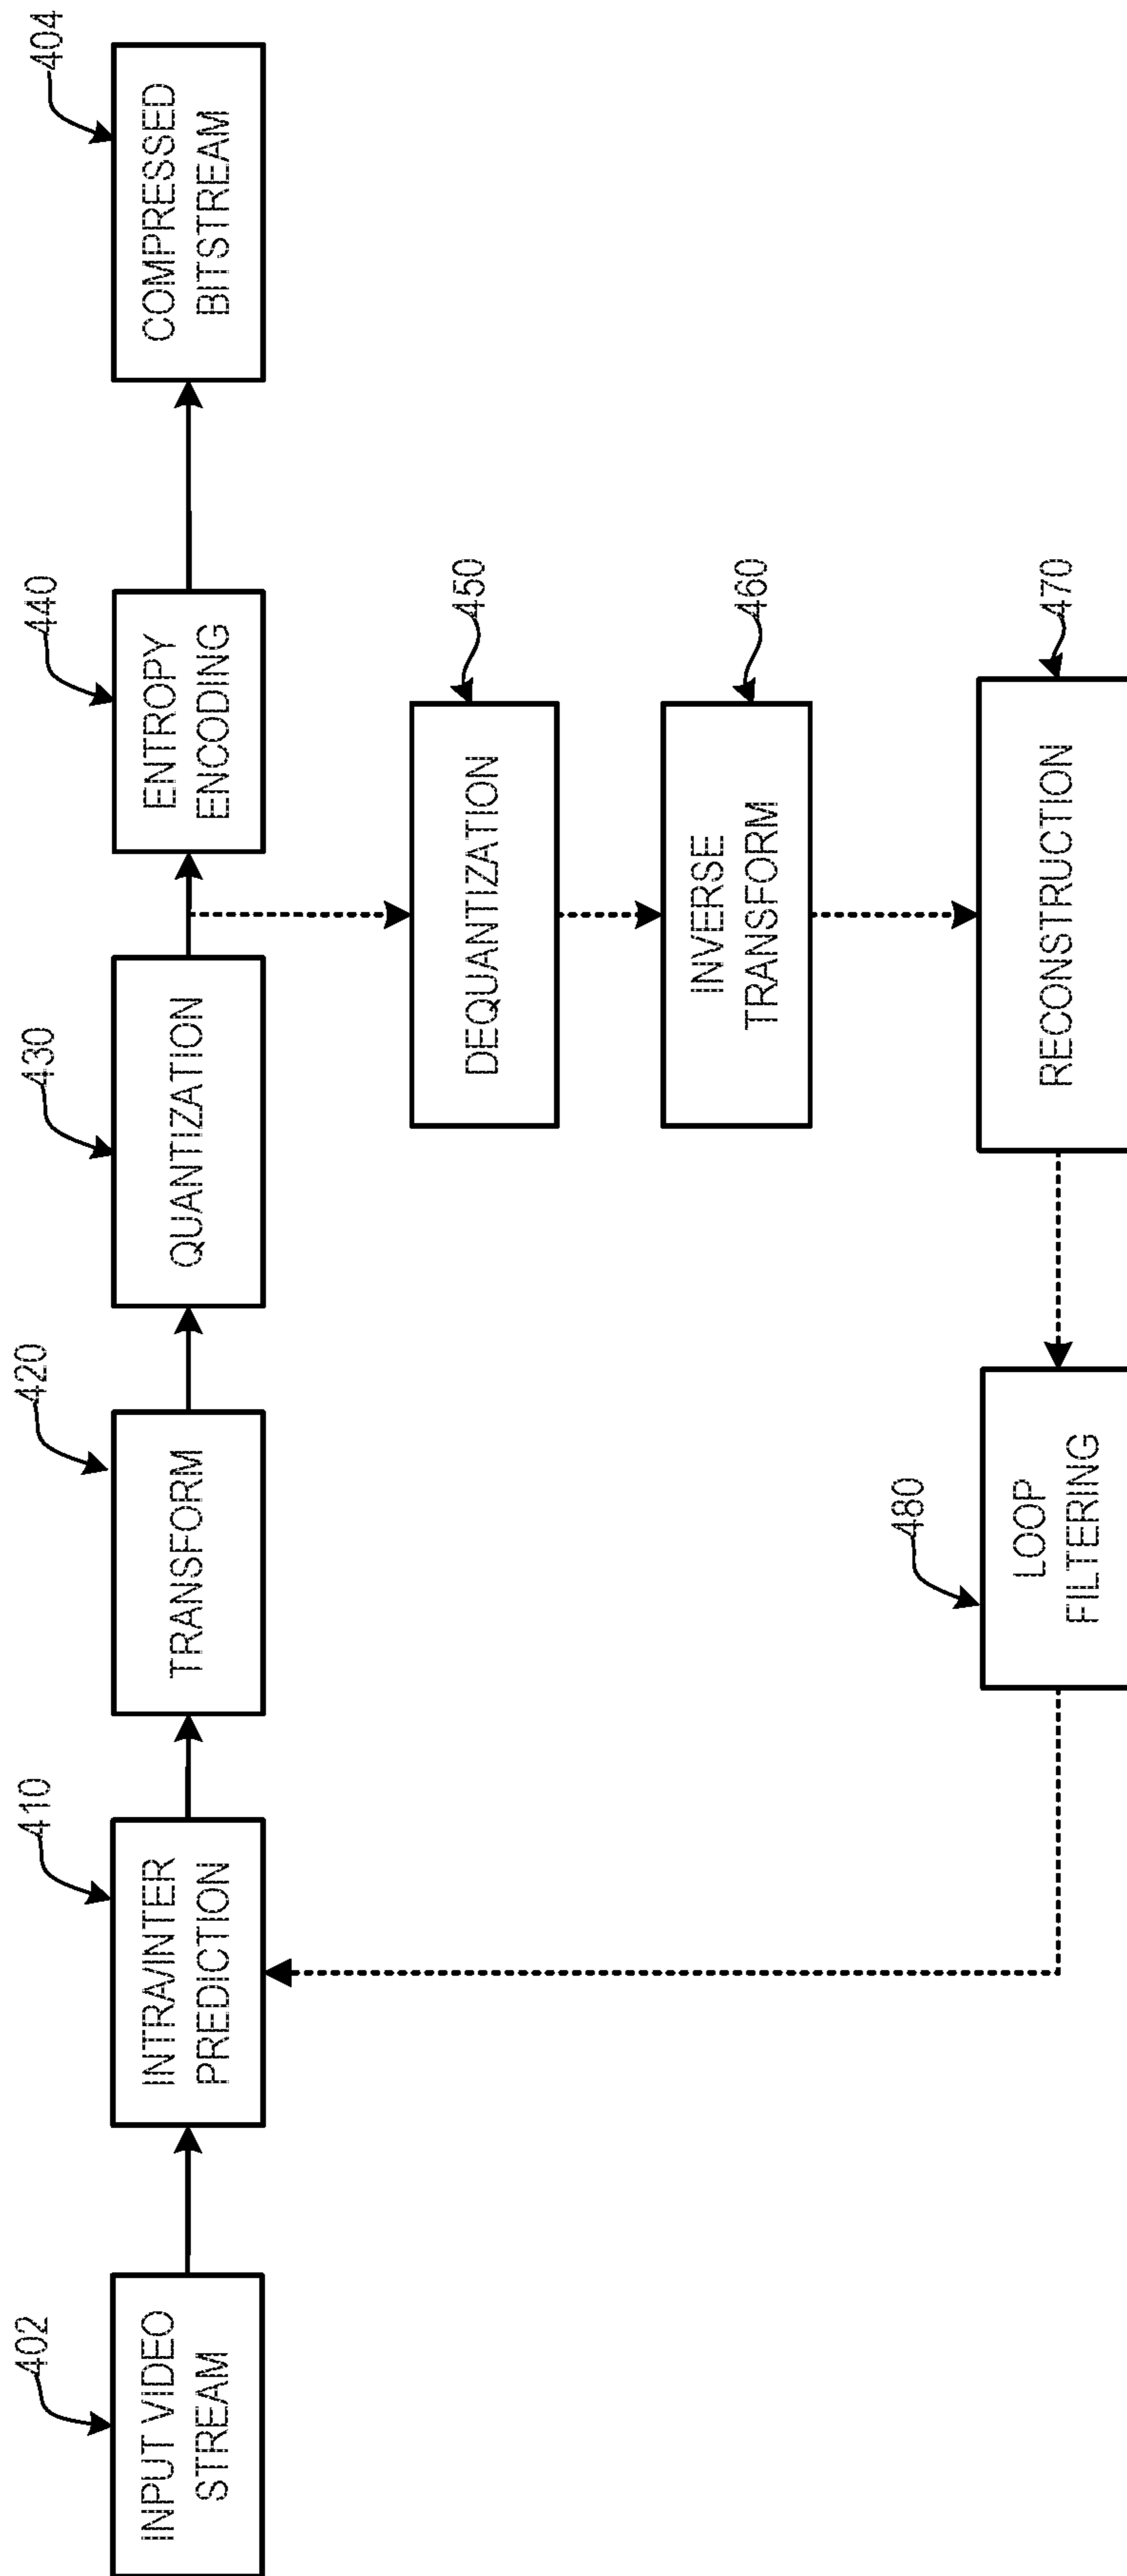 402
INPUT VIDEO
STREAM
410
INTRA/INTER
PREDICTION
420
TRANSFORM
430
QUANTIZATION
440
ENTROPY
ENCODING
404
COMPRESSED
BITSTREAM
450
DEQUANTIZATION
460
INVERSE
TRANSFORM
470
RECONSTRUCTION
480
LOOP
FILTERING